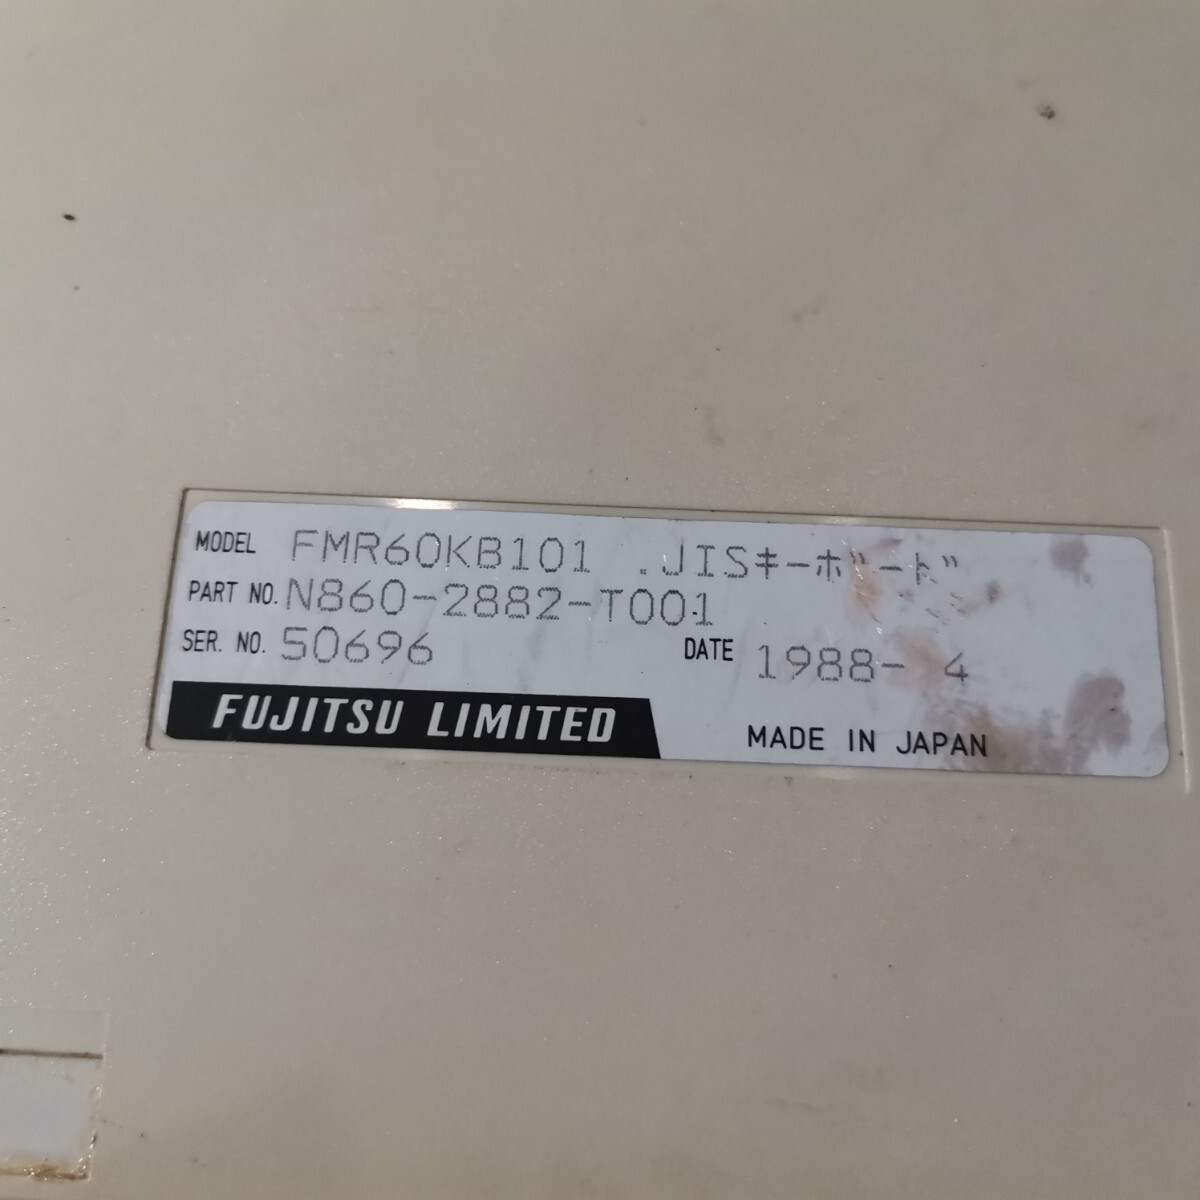 MODEL FMR60KB101 .JISｷｰﾎﾞｰﾄﾞ
PART NO. N860-2882-T001
SER. NO. 50696 DATE 1988- 4
FUJITSU LIMITED MADE IN JAPAN